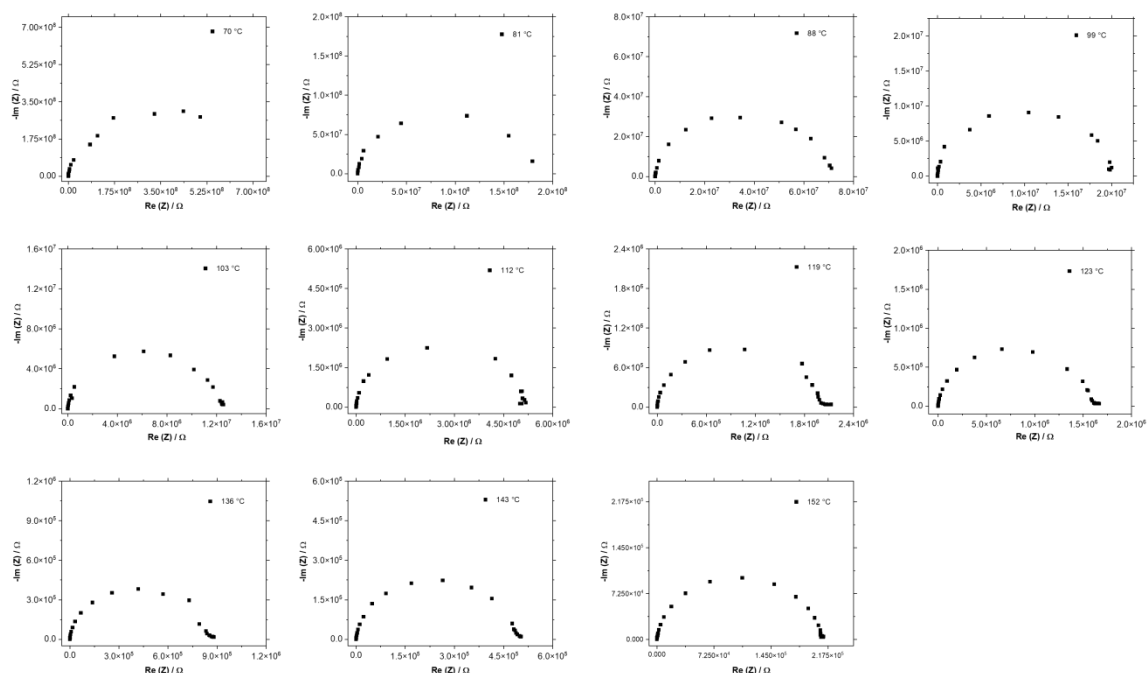 7.00×10⁸
70 °C
5.25×10⁸
3.50×10⁸
1.75×10⁸
0.00
-Im (Z) / Ω
0.00 1.75×10⁸ 3.50×10⁸ 5.25×10⁸ 7.00×10⁸
Re (Z) / Ω
2.0×10⁸
81 °C
1.5×10⁸
1.0×10⁸
5.0×10⁷
0.0
-Im (Z) / Ω
0.0 5.0×10⁷ 1.0×10⁸ 1.5×10⁸ 2.0×10⁸
Re (Z) / Ω
8.0×10⁷
88 °C
6.0×10⁷
4.0×10⁷
2.0×10⁷
0.0
-Im (Z) / Ω
0.0 2.0×10⁷ 4.0×10⁷ 6.0×10⁷ 8.0×10⁷
Re (Z) / Ω
2.0×10⁷
99 °C
1.5×10⁷
1.0×10⁷
5.0×10⁶
0.0
-Im (Z) / Ω
0.0 5.0×10⁶ 1.0×10⁷ 1.5×10⁷ 2.0×10⁷
Re (Z) / Ω
1.6×10⁷
103 °C
1.2×10⁷
8.0×10⁶
4.0×10⁶
0.0
-Im (Z) / Ω
0.0 4.0×10⁶ 8.0×10⁶ 1.2×10⁷ 1.6×10⁷
Re (Z) / Ω
6.00×10⁶
112 °C
4.50×10⁶
3.00×10⁶
1.50×10⁶
0.00
-Im (Z) / Ω
0.00 1.50×10⁶ 3.00×10⁶ 4.50×10⁶ 6.00×10⁶
Re (Z) / Ω
2.4×10⁶
119 °C
1.8×10⁶
1.2×10⁶
6.0×10⁵
0.0
-Im (Z) / Ω
0.0 6.0×10⁵ 1.2×10⁶ 1.8×10⁶ 2.4×10⁶
Re (Z) / Ω
2.0×10⁶
123 °C
1.5×10⁶
1.0×10⁶
5.0×10⁵
0.0
-Im (Z) / Ω
0.0 5.0×10⁵ 1.0×10⁶ 1.5×10⁶ 2.0×10⁶
Re (Z) / Ω
1.2×10⁶
136 °C
9.0×10⁵
6.0×10⁵
3.0×10⁵
0.0
-Im (Z) / Ω
0.0 3.0×10⁵ 6.0×10⁵ 9.0×10⁵ 1.2×10⁶
Re (Z) / Ω
6.0×10⁵
143 °C
4.5×10⁵
3.0×10⁵
1.5×10⁵
0.0
-Im (Z) / Ω
0.0 1.5×10⁵ 3.0×10⁵ 4.5×10⁵ 6.0×10⁵
Re (Z) / Ω
2.175×10⁵
152 °C
1.450×10⁵
7.250×10⁴
0.000
-Im (Z) / Ω
0.000 7.250×10⁴ 1.450×10⁵ 2.175×10⁵
Re (Z) / Ω